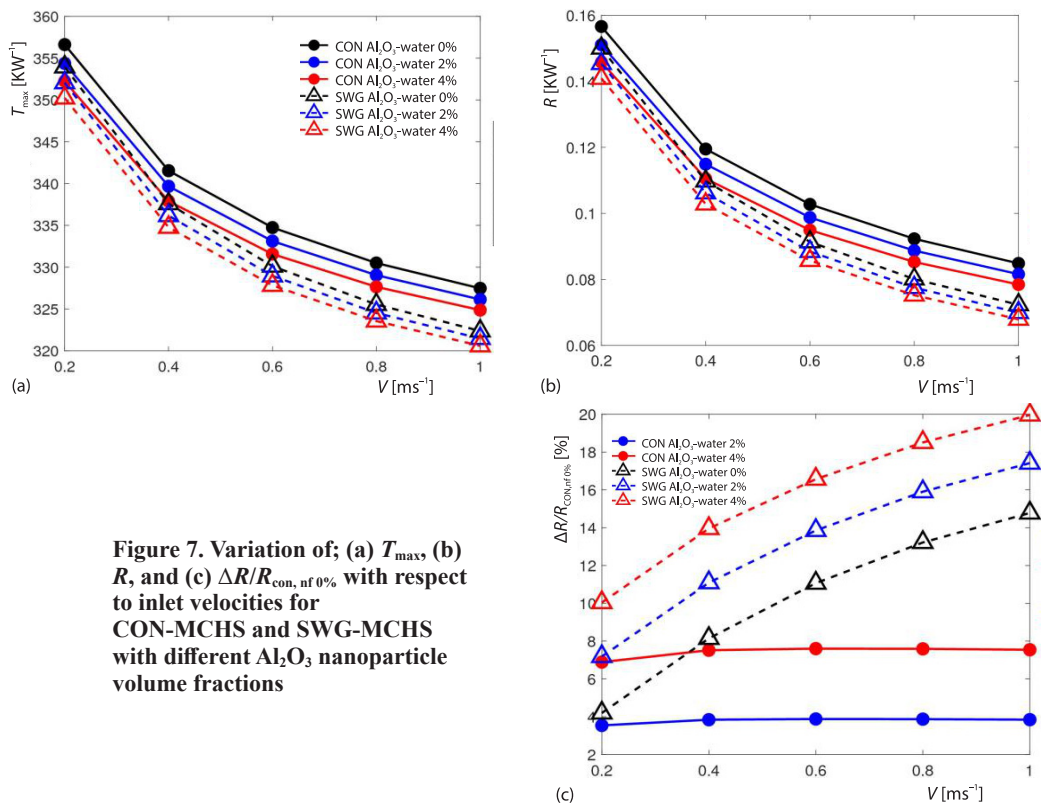 360
355
350
345
340
335
330
325
320
T_max [KW⁻¹]
CON Al₂O₃-water 0%
CON Al₂O₃-water 2%
CON Al₂O₃-water 4%
SWG Al₂O₃-water 0%
SWG Al₂O₃-water 2%
SWG Al₂O₃-water 4%
0.2 0.4 0.6 0.8 1
(a) V [ms⁻¹]
0.16
0.14
0.12
0.1
0.08
0.06
R [KW⁻¹]
0.2 0.4 0.6 0.8 1
(b) V [ms⁻¹]
20
18
16
14
12
10
8
6
4
2
ΔR/R_CON,nf 0% [%]
CON Al₂O₃-water 2%
CON Al₂O₃-water 4%
SWG Al₂O₃-water 0%
SWG Al₂O₃-water 2%
SWG Al₂O₃-water 4%
0.2 0.4 0.6 0.8 1
(c) V [ms⁻¹]
Figure 7. Variation of; (a) T_max, (b)
R, and (c) ΔR/R_con, nf 0% with respect
to inlet velocities for
CON-MCHS and SWG-MCHS
with different Al₂O₃ nanoparticle
volume fractions